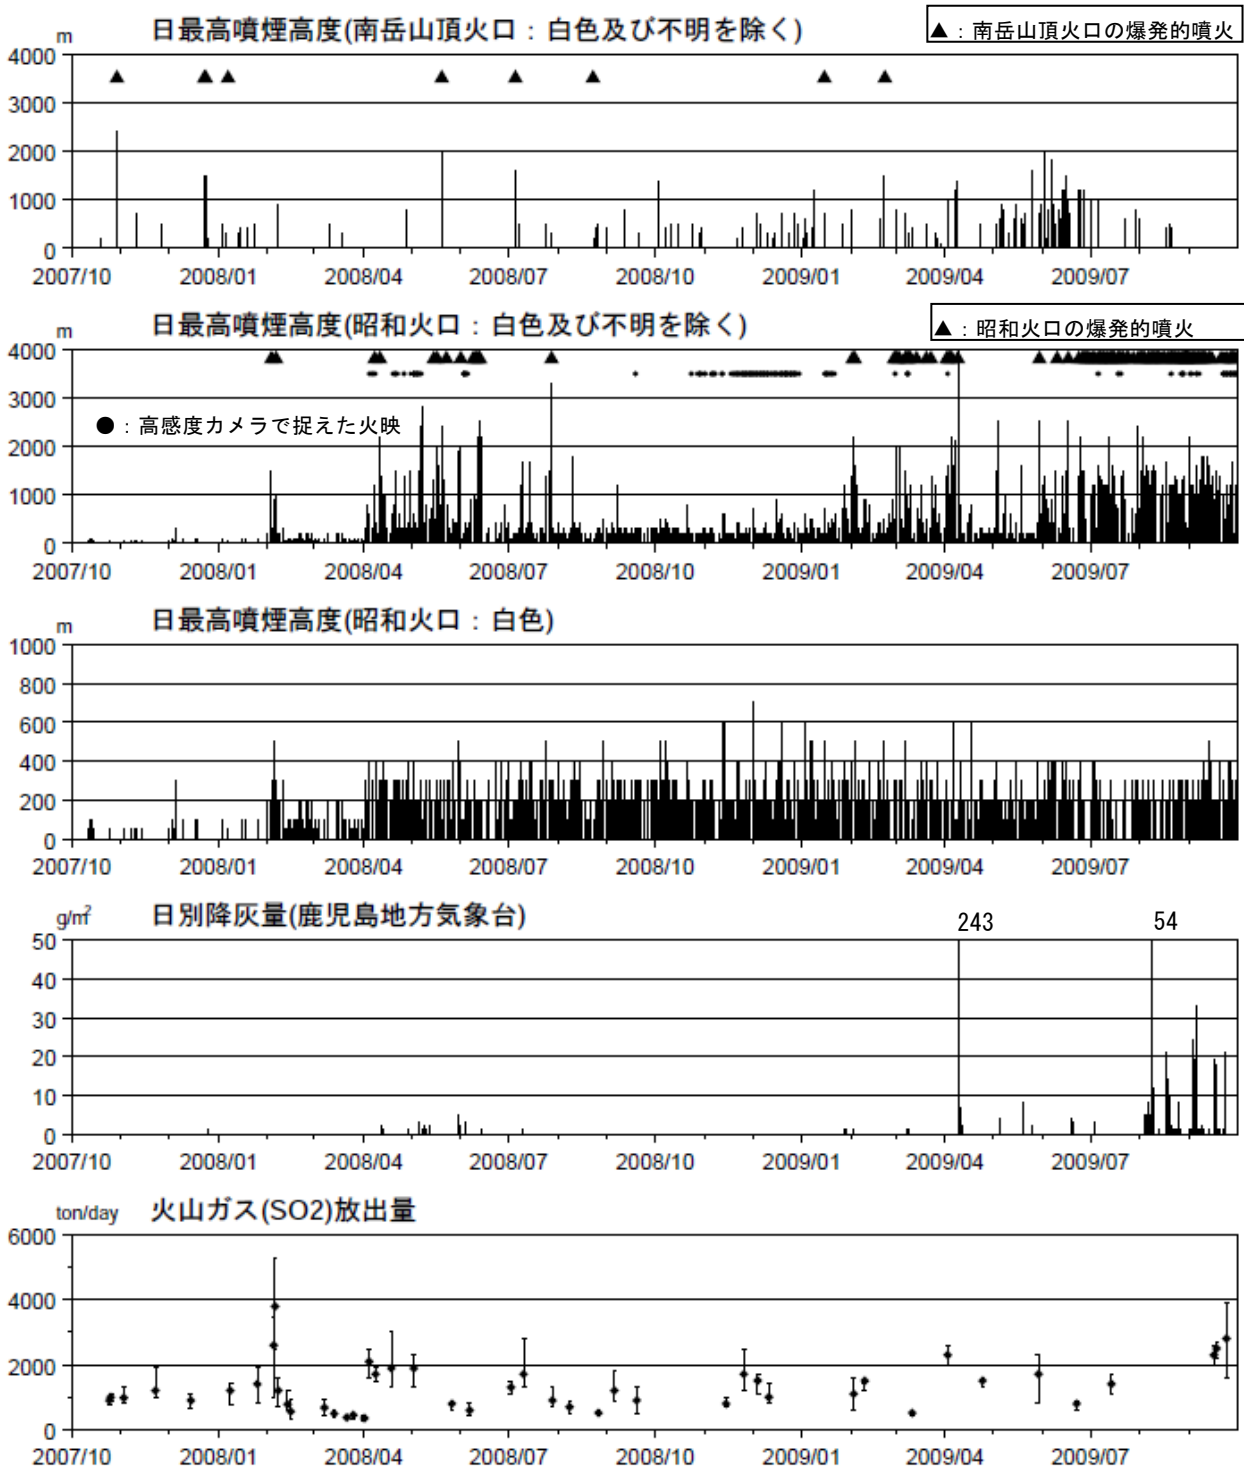 m 日最高噴煙高度(南岳山頂火口：白色及び不明を除く)
▲：南岳山頂火口の爆発的噴火
4000
3000
2000
1000
0
2007/10 2008/01 2008/04 2008/07 2008/10 2009/01 2009/04 2009/07
m 日最高噴煙高度(昭和火口：白色及び不明を除く)
▲：昭和火口の爆発的噴火
4000
3000
●：高感度カメラで捉えた火映
2000
1000
0
2007/10 2008/01 2008/04 2008/07 2008/10 2009/01 2009/04 2009/07
m 日最高噴煙高度(昭和火口：白色)
1000
800
600
400
200
0
2007/10 2008/01 2008/04 2008/07 2008/10 2009/01 2009/04 2009/07
g/㎡ 日別降灰量(鹿児島地方気象台)
243 54
50
40
30
20
10
0
2007/10 2008/01 2008/04 2008/07 2008/10 2009/01 2009/04 2009/07
ton/day 火山ガス(SO2)放出量
6000
4000
2000
0
2007/10 2008/01 2008/04 2008/07 2008/10 2009/01 2009/04 2009/07